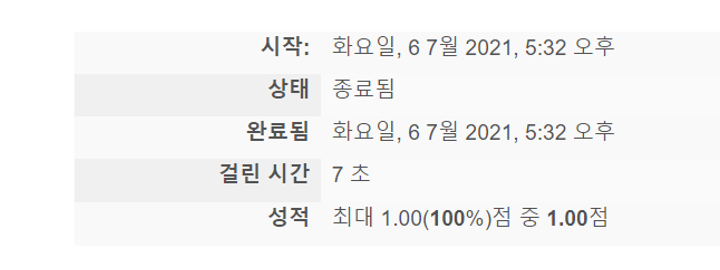 시작: 화요일, 6 7월 2021, 5:32 오후
상태 종료됨
완료됨 화요일, 6 7월 2021, 5:32 오후
걸린 시간 7 초
성적 최대 1.00(100%)점 중 1.00점